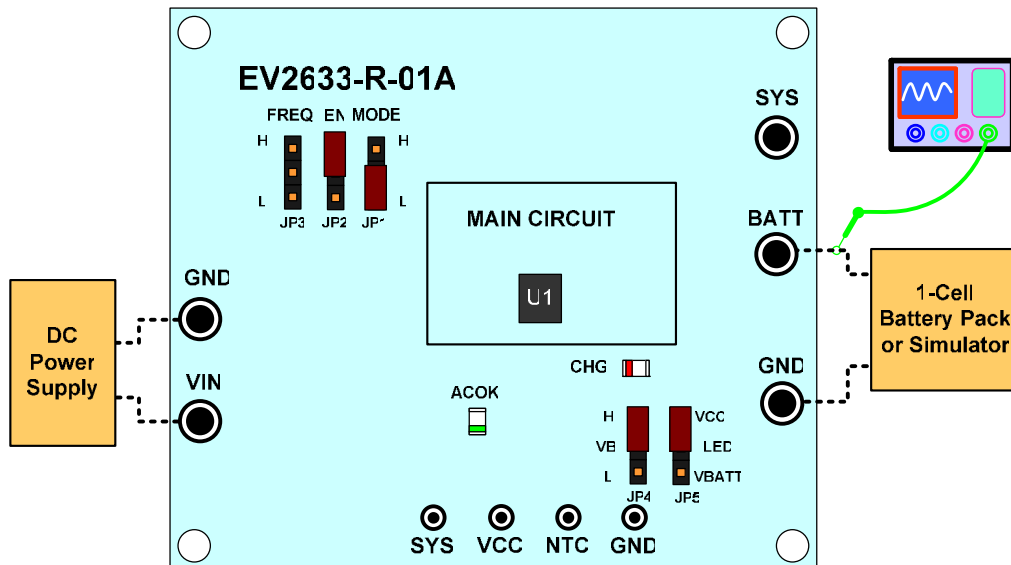 EV2633-R-01A
FREQ EN MODE
H H
L L
JP3 JP2 JP1
SYS
MAIN CIRCUIT
BATT
U1
GND
DC
Power
Supply
VIN
1-Cell
Battery Pack
or Simulator
GND
CHG
ACOK
H VCC
VB LED
L VBATT
JP4 JP5
SYS VCC NTC GND